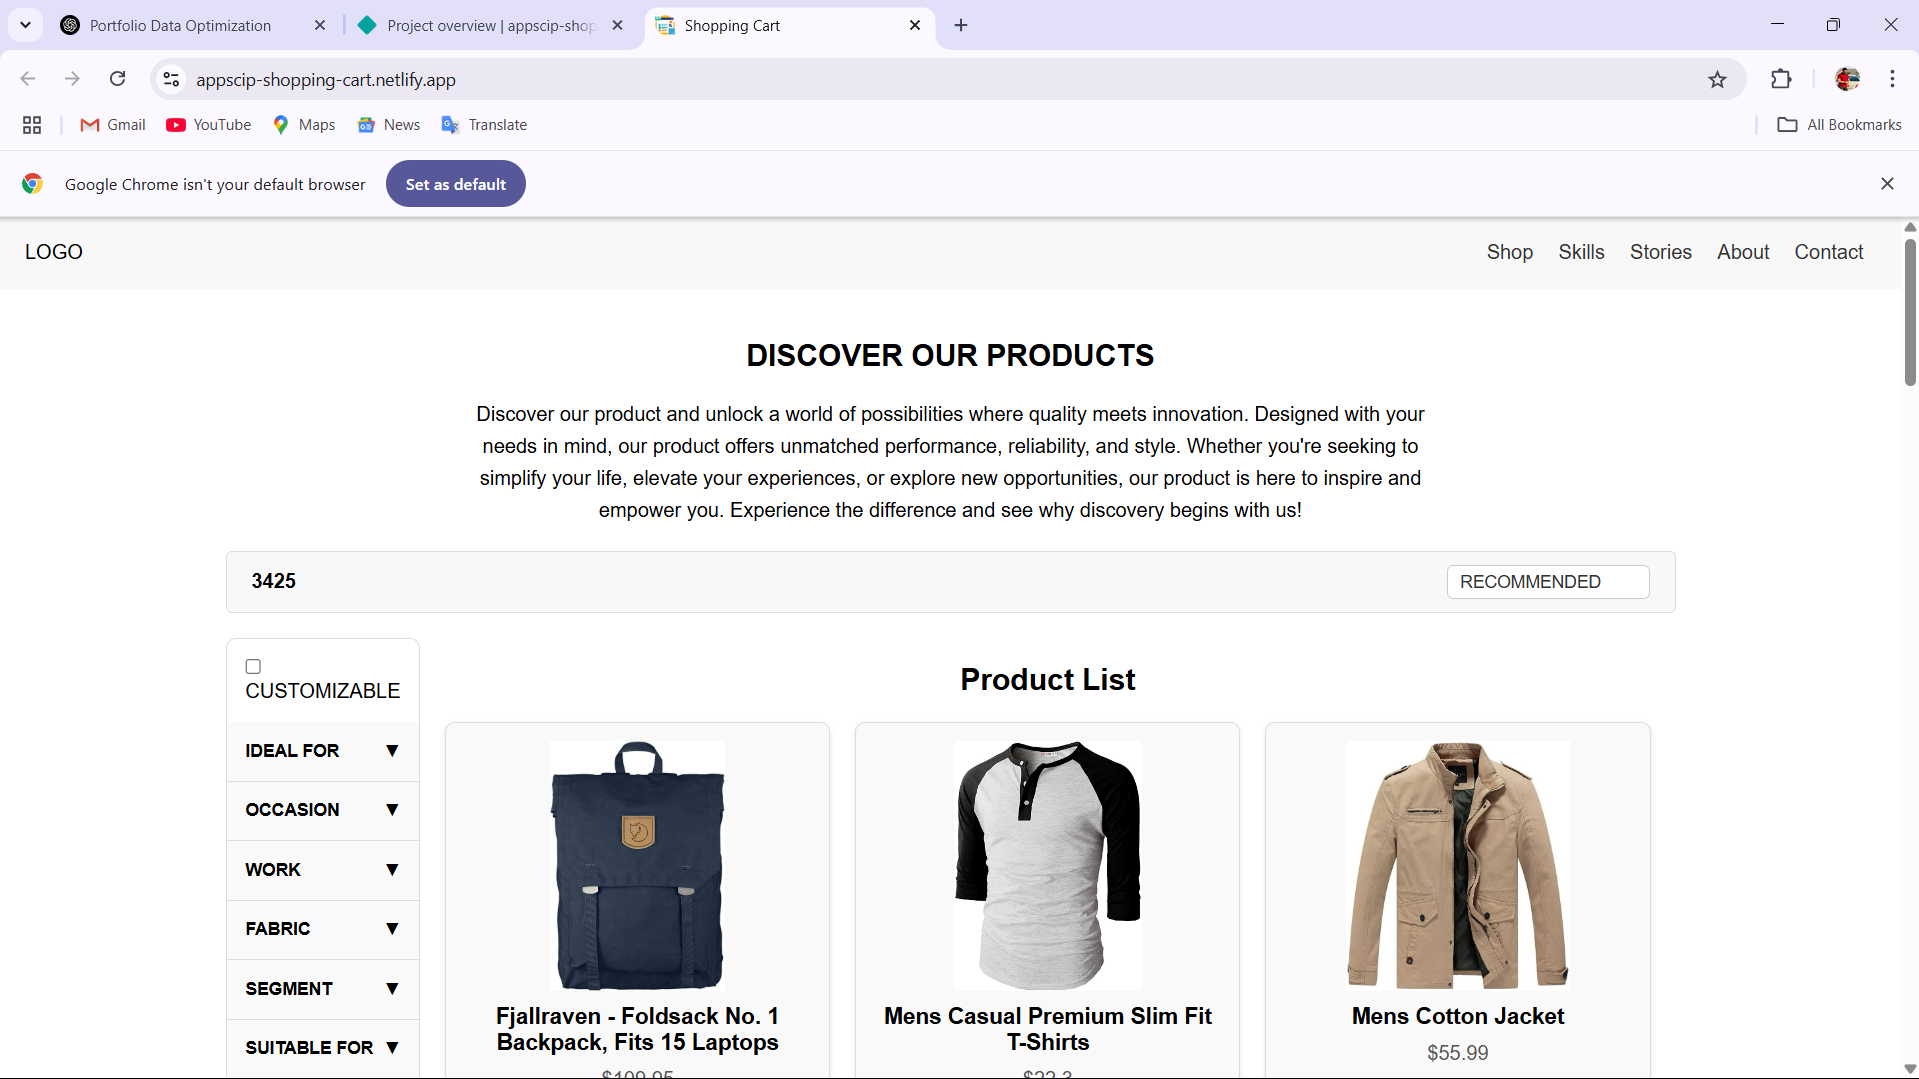 Portfolio Data Optimization
Project overview | appscip-shop
Shopping Cart
appscip-shopping-cart.netlify.app
Gmail
YouTube
Maps
News
Translate
All Bookmarks
Google Chrome isn't your default browser
Set as default
LOGO
Shop
Skills
Stories
About
Contact
DISCOVER OUR PRODUCTS
Discover our product and unlock a world of possibilities where quality meets innovation. Designed with your
needs in mind, our product offers unmatched performance, reliability, and style. Whether you're seeking to
simplify your life, elevate your experiences, or explore new opportunities, our product is here to inspire and
empower you. Experience the difference and see why discovery begins with us!
3425
RECOMMENDED
CUSTOMIZABLE
IDEAL FOR ▼
OCCASION ▼
WORK ▼
FABRIC ▼
SEGMENT ▼
SUITABLE FOR ▼
Product List
Fjallraven - Foldsack No. 1
Backpack, Fits 15 Laptops
$109.95
Mens Casual Premium Slim Fit
T-Shirts
$22.3
Mens Cotton Jacket
$55.99